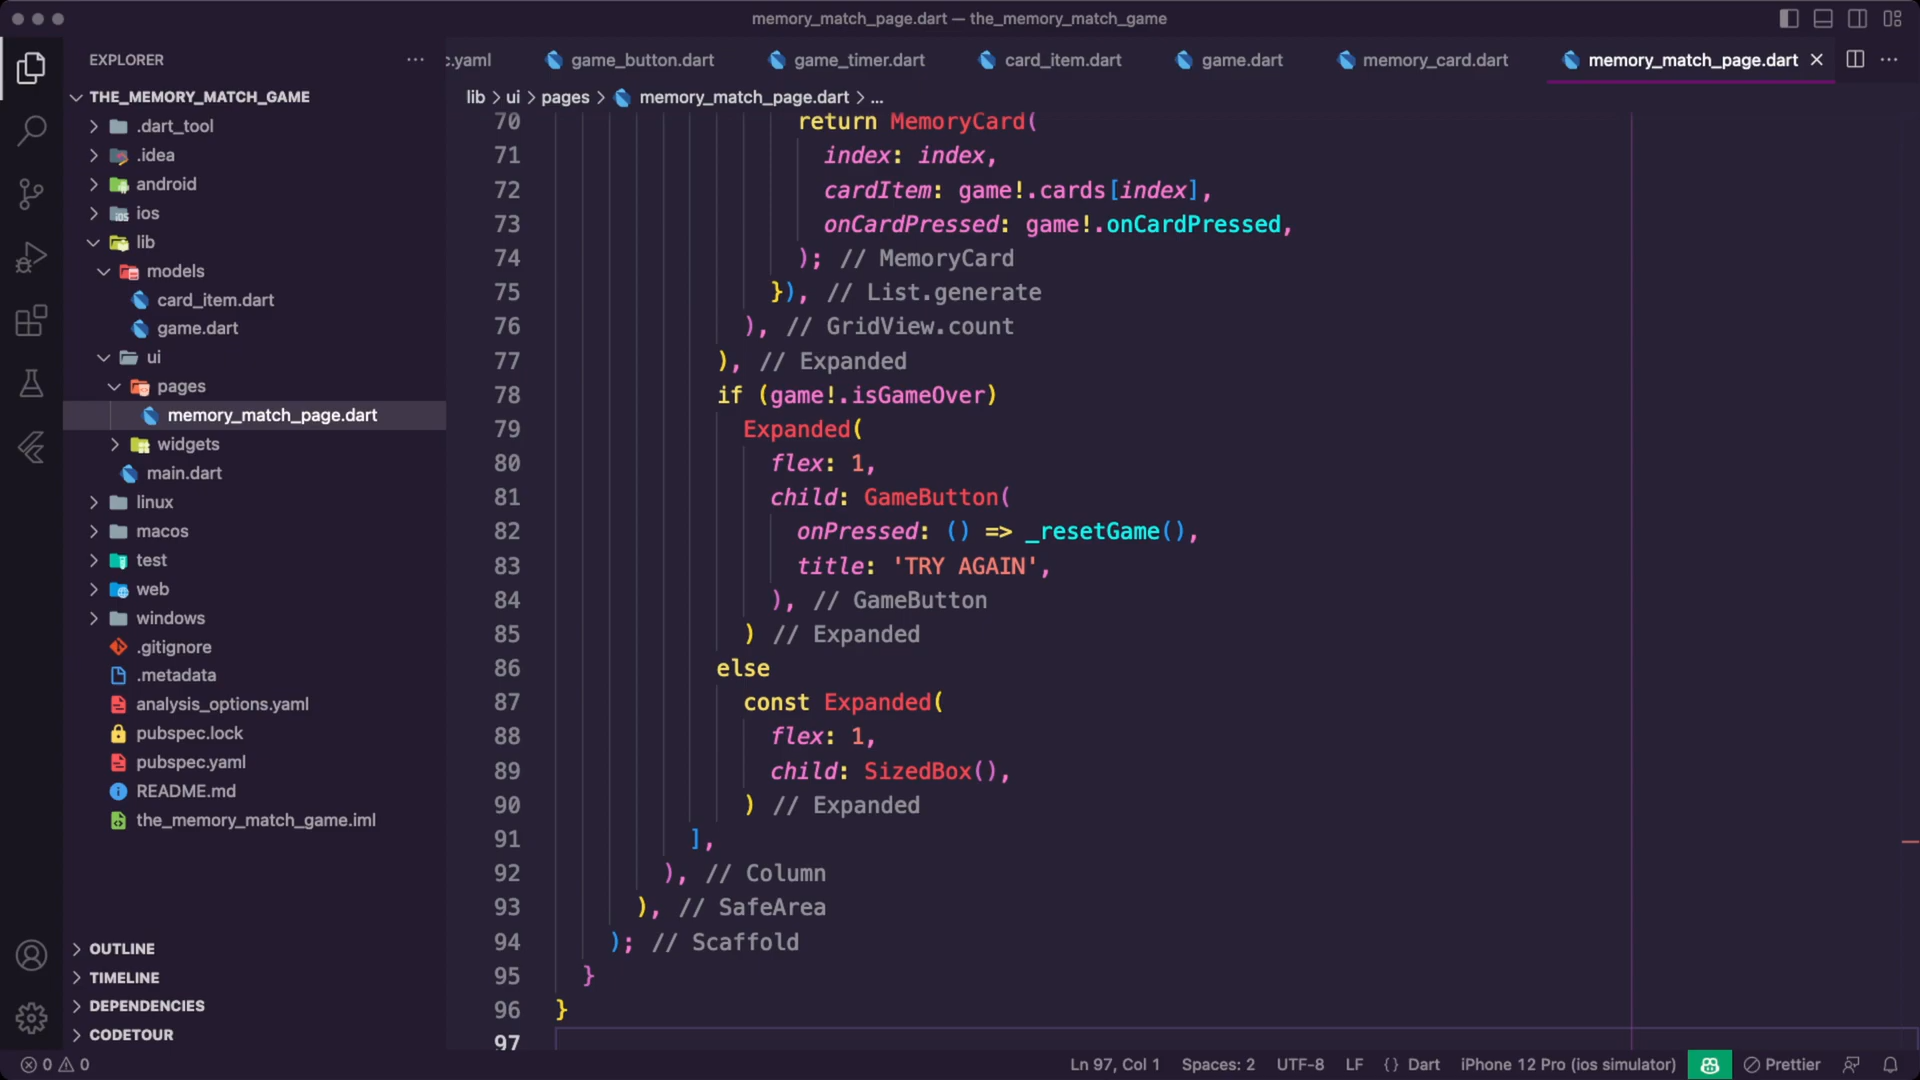 memory_match_page.dart — the_memory_match_game
EXPLORER
THE_MEMORY_MATCH_GAME
.dart_tool
.idea
android
ios
lib
models
card_item.dart
game.dart
ui
pages
memory_match_page.dart
widgets
main.dart
linux
macos
test
web
windows
.gitignore
.metadata
analysis_options.yaml
pubspec.lock
pubspec.yaml
README.md
the_memory_match_game.iml
OUTLINE
TIMELINE
DEPENDENCIES
CODETOUR
c.yaml game_button.dart game_timer.dart card_item.dart game.dart memory_card.dart memory_match_page.dart
lib > ui > pages > memory_match_page.dart > ...
70 return MemoryCard(
71 index: index,
72 cardItem: game!.cards[index],
73 onCardPressed: game!.onCardPressed,
74 ); // MemoryCard
75 }), // List.generate
76 ), // GridView.count
77 ), // Expanded
78 if (game!.isGameOver)
79 Expanded(
80 flex: 1,
81 child: GameButton(
82 onPressed: () => _resetGame(),
83 title: 'TRY AGAIN',
84 ), // GameButton
85 ) // Expanded
86 else
87 const Expanded(
88 flex: 1,
89 child: SizedBox(),
90 ) // Expanded
91 ],
92 ), // Column
93 ), // SafeArea
94 ); // Scaffold
95 }
96 }
97
0 0 Ln 97, Col 1 Spaces: 2 UTF-8 LF {} Dart iPhone 12 Pro (ios simulator) Prettier